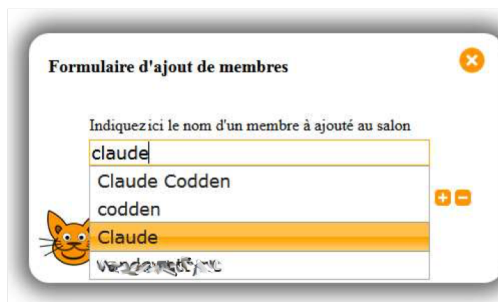 Formulaire d'ajout de membres
Indiquez ici le nom d'un membre à ajouté au salon
claude
Claude Codden
codden
Claude